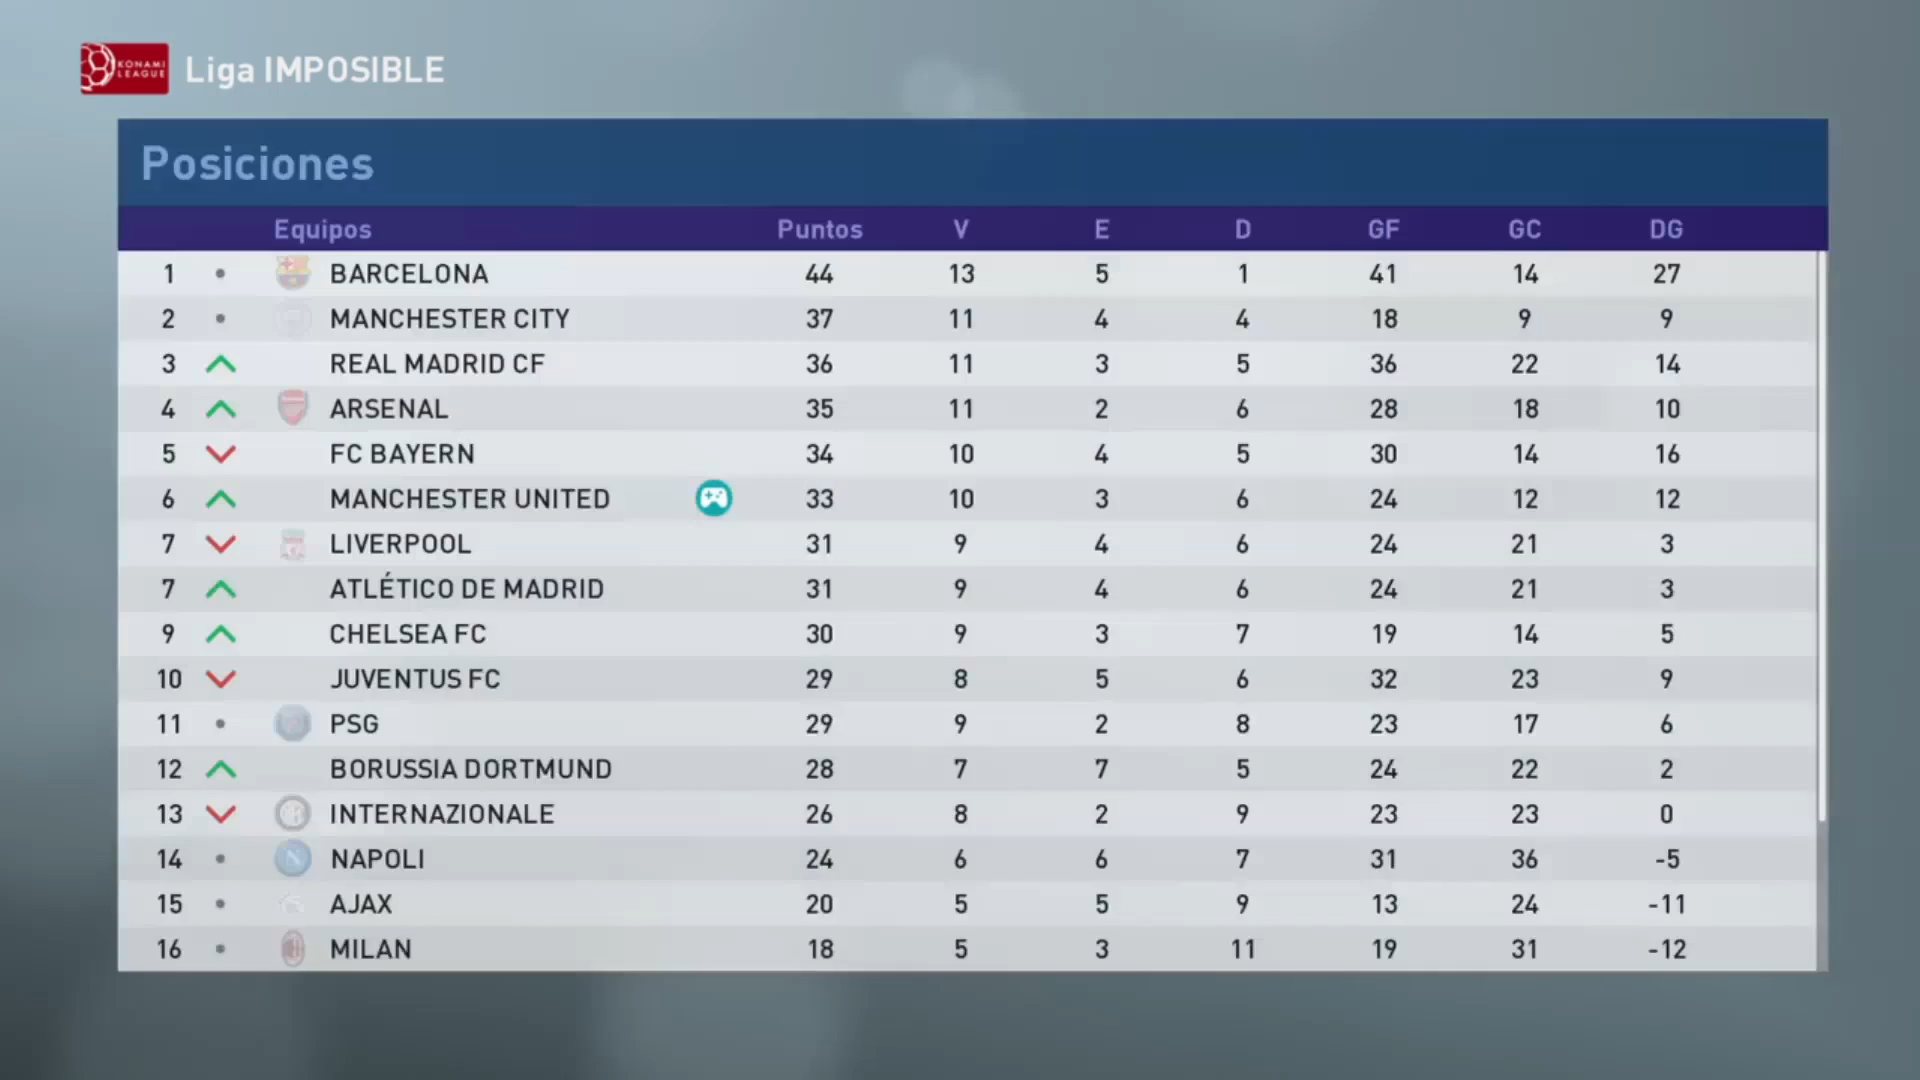 KONAMI
LEAGUE
Liga IMPOSIBLE
Posiciones
Equipos Puntos V E D GF GC DG
1 BARCELONA 44 13 5 1 41 14 27
2 MANCHESTER CITY 37 11 4 4 18 9 9
3 REAL MADRID CF 36 11 3 5 36 22 14
4 ARSENAL 35 11 2 6 28 18 10
5 FC BAYERN 34 10 4 5 30 14 16
6 MANCHESTER UNITED 33 10 3 6 24 12 12
7 LIVERPOOL 31 9 4 6 24 21 3
7 ATLÉTICO DE MADRID 31 9 4 6 24 21 3
9 CHELSEA FC 30 9 3 7 19 14 5
10 JUVENTUS FC 29 8 5 6 32 23 9
11 PSG 29 9 2 8 23 17 6
12 BORUSSIA DORTMUND 28 7 7 5 24 22 2
13 INTERNAZIONALE 26 8 2 9 23 23 0
14 NAPOLI 24 6 6 7 31 36 -5
15 AJAX 20 5 5 9 13 24 -11
16 MILAN 18 5 3 11 19 31 -12